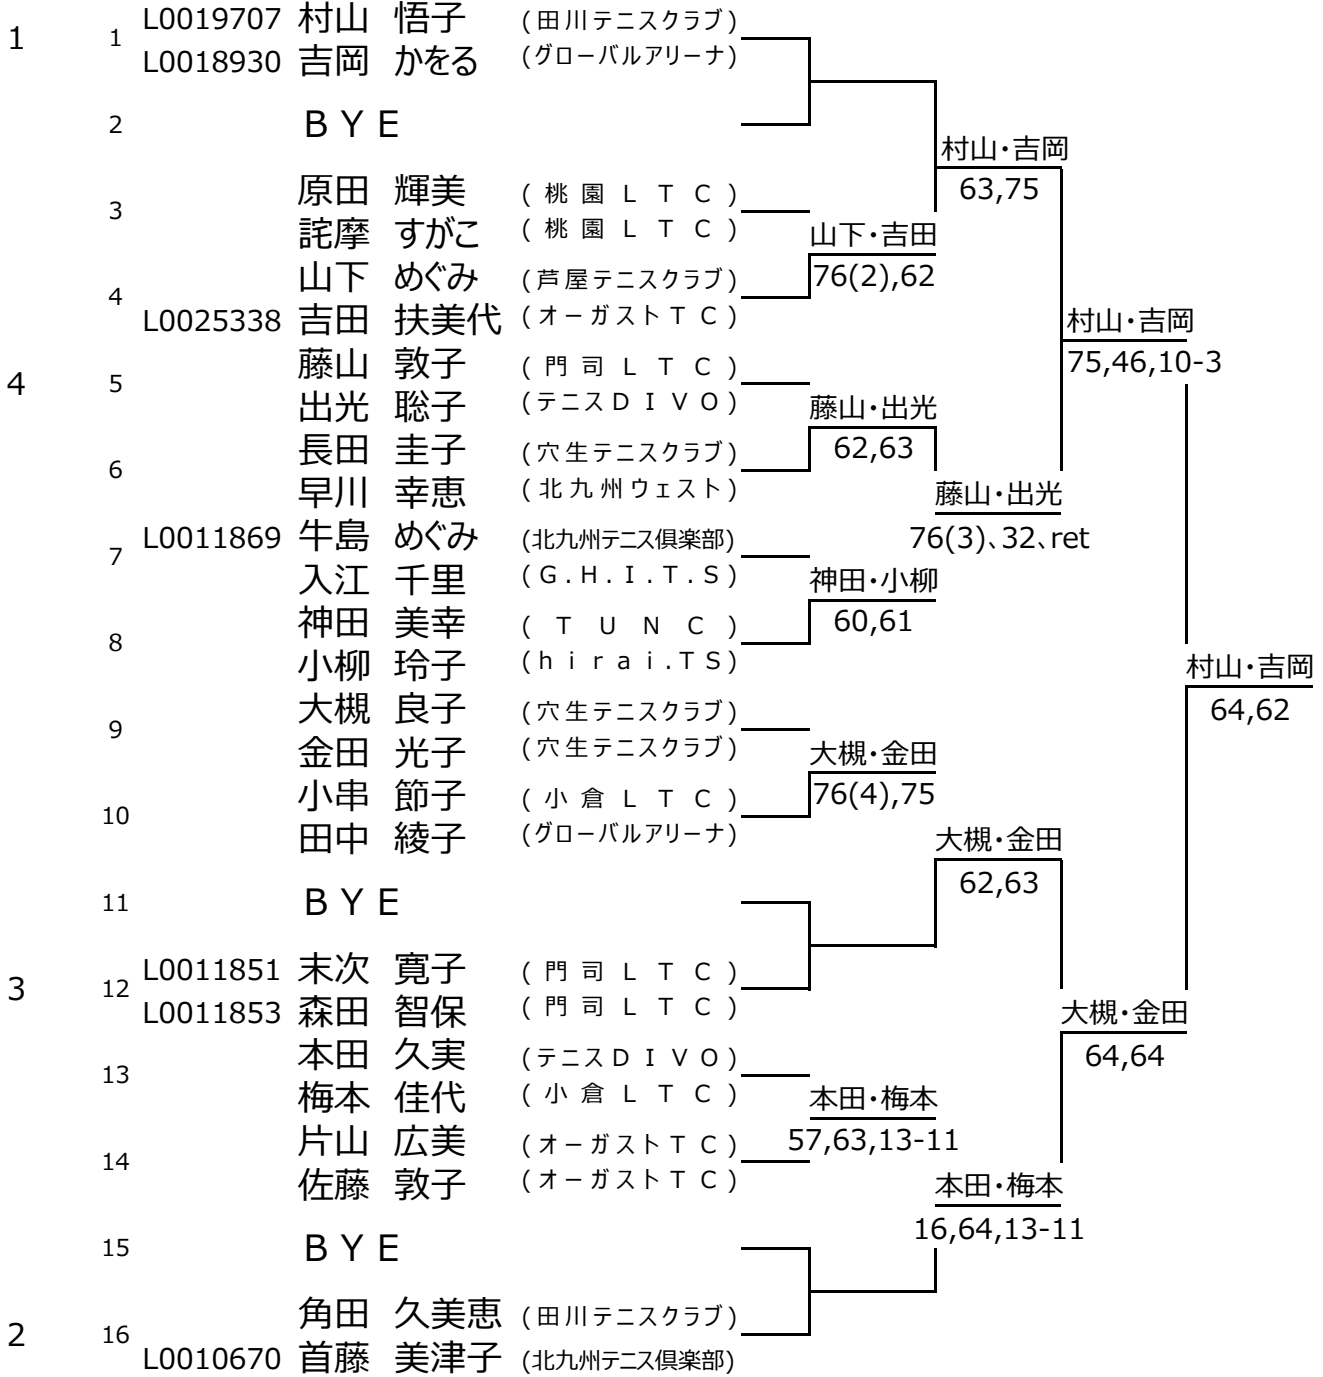 L0019707 村山 悟子 (田川テニスクラブ)
1 1
L0018930 吉岡 かをる (グローバルアリーナ)
2 BYE
村山・吉岡
63,75
原田 輝美 (桃園LTC)
3
詫摩 すがこ (桃園LTC)
山下・吉田
76(2),62
山下 めぐみ (芦屋テニスクラブ)
4
L0025338 吉田 扶美代 (オーガストTC)
村山・吉岡
75,46,10-3
藤山 敦子 (門司LTC)
4 5
出光 聡子 (テニスDIVO)
藤山・出光
62,63
長田 圭子 (穴生テニスクラブ)
6
早川 幸恵 (北九州ウェスト)
藤山・出光
76(3)、32、ret
L0011869 牛島 めぐみ (北九州テニス倶楽部)
7
入江 千里 (G.H.I.T.S)
神田・小柳
60,61
神田 美幸 (TUNC)
8
小柳 玲子 (hirai.TS)
村山・吉岡
64,62
大槻 良子 (穴生テニスクラブ)
9
金田 光子 (穴生テニスクラブ)
大槻・金田
76(4),75
小串 節子 (小倉LTC)
10
田中 綾子 (グローバルアリーナ)
大槻・金田
62,63
11 BYE
L0011851 末次 寛子 (門司LTC)
3 12
L0011853 森田 智保 (門司LTC)
大槻・金田
64,64
本田 久実 (テニスDIVO)
13
梅本 佳代 (小倉LTC)
本田・梅本
57,63,13-11
片山 広美 (オーガストTC)
14
佐藤 敦子 (オーガストTC)
本田・梅本
16,64,13-11
15 BYE
角田 久美恵 (田川テニスクラブ)
2 16
L0010670 首藤 美津子 (北九州テニス倶楽部)